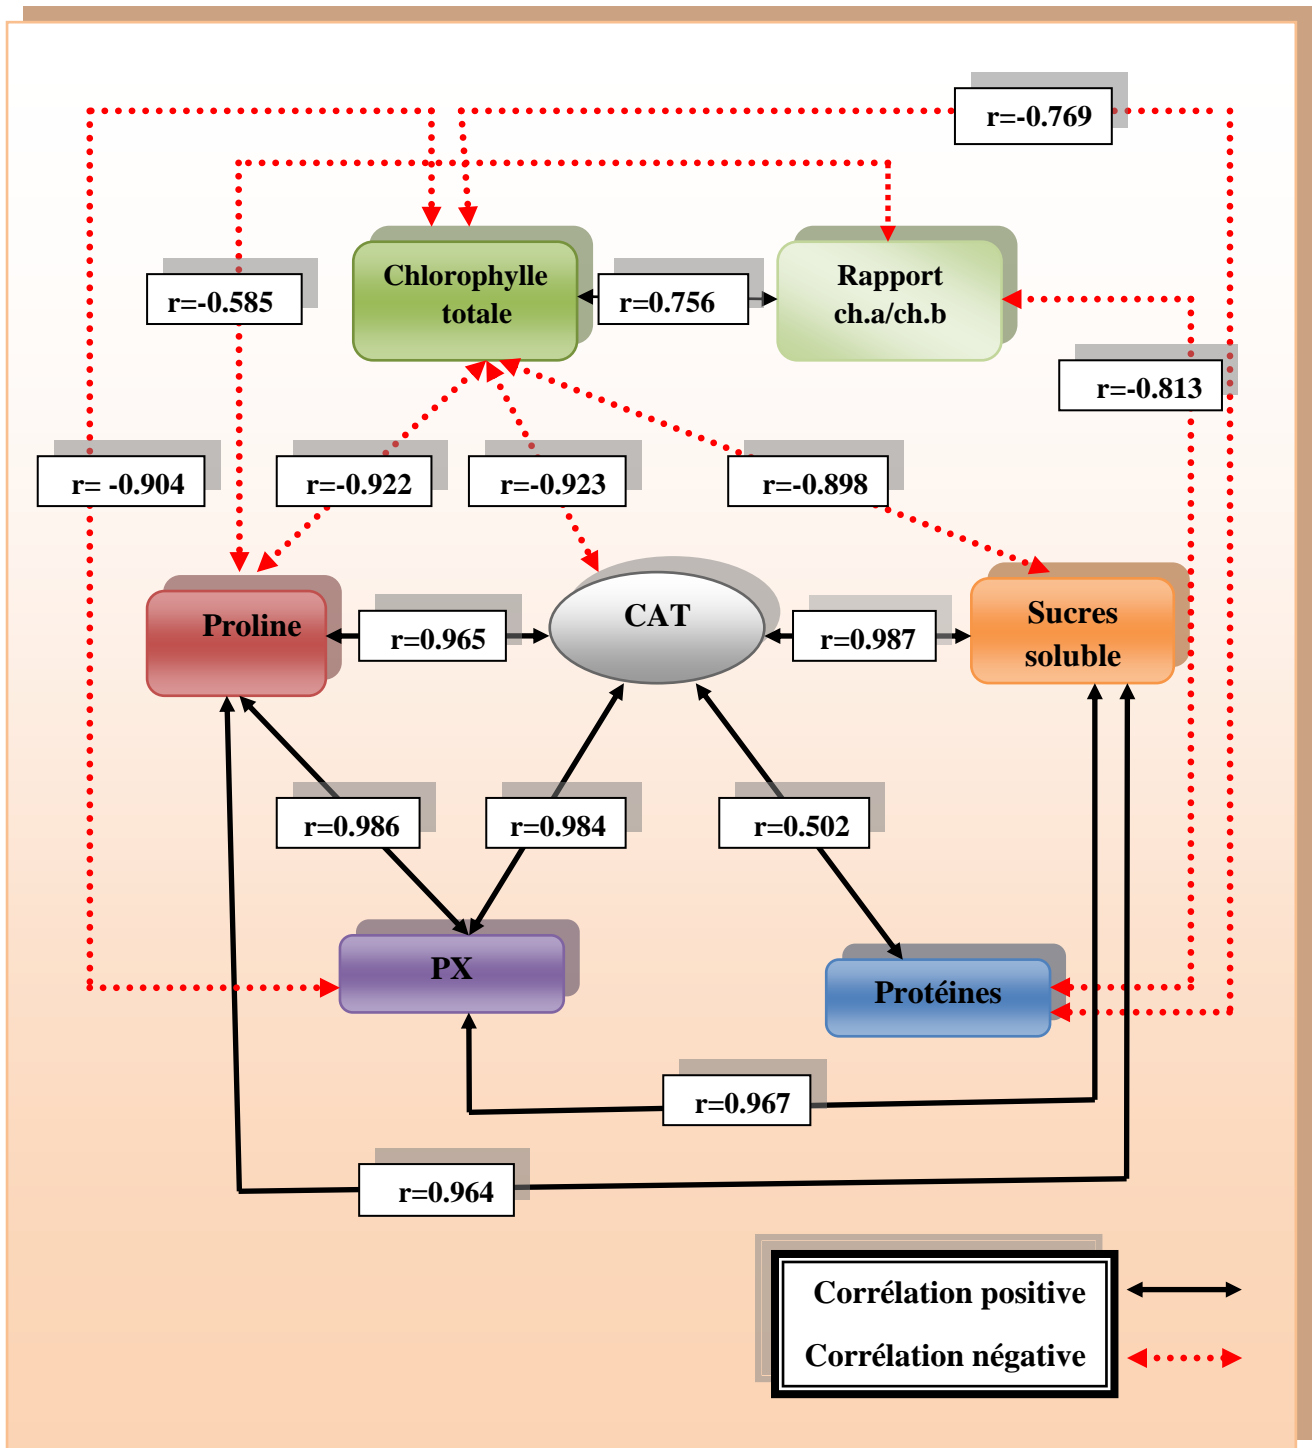 r=-0.769
Chlorophylle
totale
Rapport
ch.a/ch.b
r=-0.585
r=0.756
r=-0.813
r= -0.904
r=-0.922
r=-0.923
r=-0.898
Proline
r=0.965
CAT
r=0.987
Sucres
soluble
r=0.986
r=0.984
r=0.502
PX
Protéines
r=0.967
r=0.964
Corrélation positive
Corrélation négative